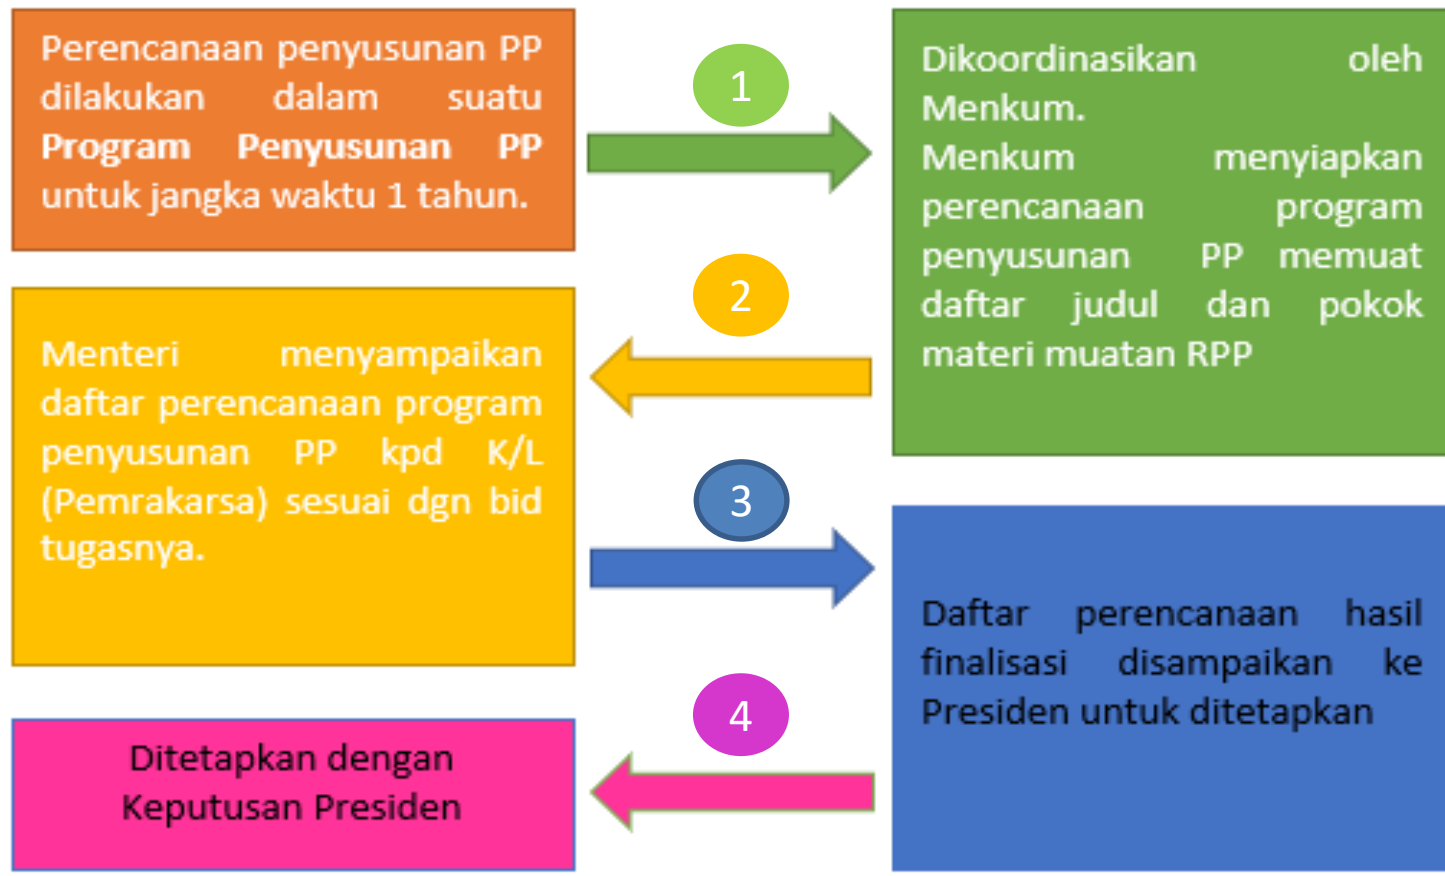 Perencanaan penyusunan PP
dilakukan dalam suatu
Program Penyusunan PP
untuk jangka waktu 1 tahun.
1
Dikoordinasikan oleh
Menkum.
Menkum menyiapkan
perencanaan program
penyusunan PP memuat
daftar judul dan pokok
materi muatan RPP
2
Menteri menyampaikan
daftar perencanaan program
penyusunan PP kpd K/L
(Pemrakarsa) sesuai dgn bid
tugasnya.
3
Daftar perencanaan hasil
finalisasi disampaikan ke
Presiden untuk ditetapkan
4
Ditetapkan dengan
Keputusan Presiden